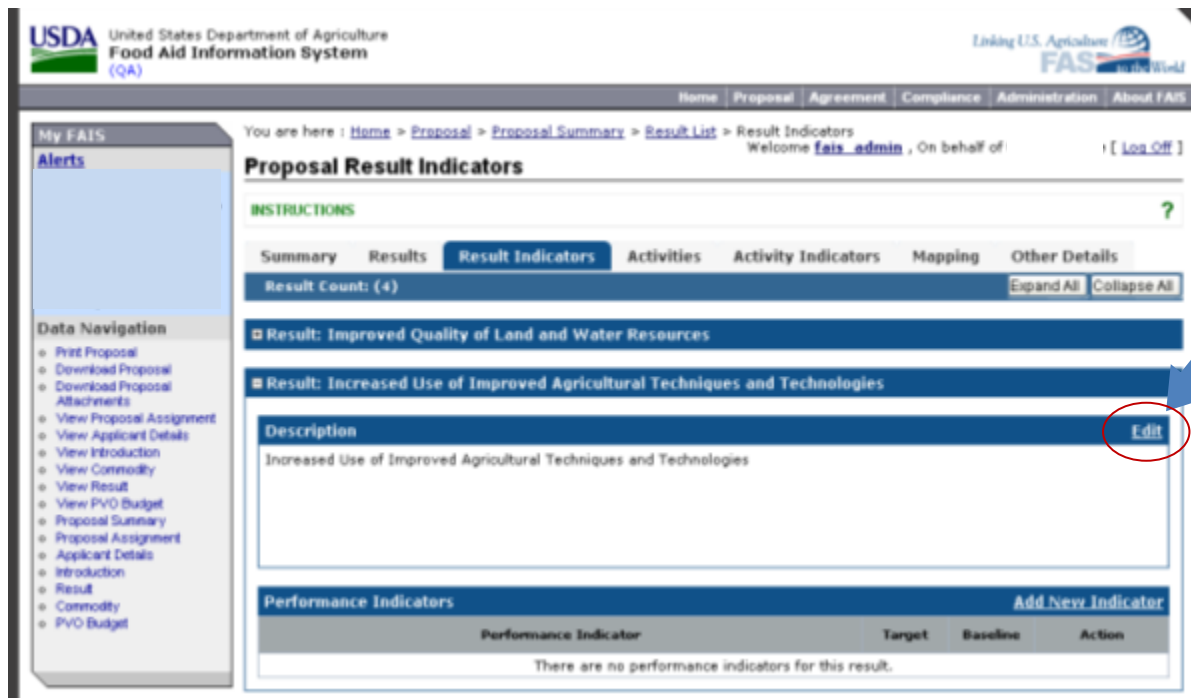 USDA
United States Department of Agriculture
Food Aid Information System
(QA)
Linking U.S. Agriculture
FAS
to the World
Home Proposal Agreement Compliance Administration About FAIS
My FAIS
Alerts
You are here : Home > Proposal > Proposal Summary > Result List > Result Indicators
Welcome fais_admin , On behalf of [ Log Off ]
Proposal Result Indicators
INSTRUCTIONS ?
Summary Results Result Indicators Activities Activity Indicators Mapping Other Details
Result Count: (4) Expand All Collapse All
Result: Improved Quality of Land and Water Resources
Result: Increased Use of Improved Agricultural Techniques and Technologies
Description Edit
Increased Use of Improved Agricultural Techniques and Technologies
Performance Indicators Add New Indicator
Performance Indicator Target Baseline Action
There are no performance indicators for this result.
Data Navigation
Print Proposal
Download Proposal
Download Proposal
Attachments
View Proposal Assignment
View Applicant Details
View Introduction
View Commodity
View Result
View PVO Budget
Proposal Summary
Proposal Assignment
Applicant Details
Introduction
Result
Commodity
PVO Budget